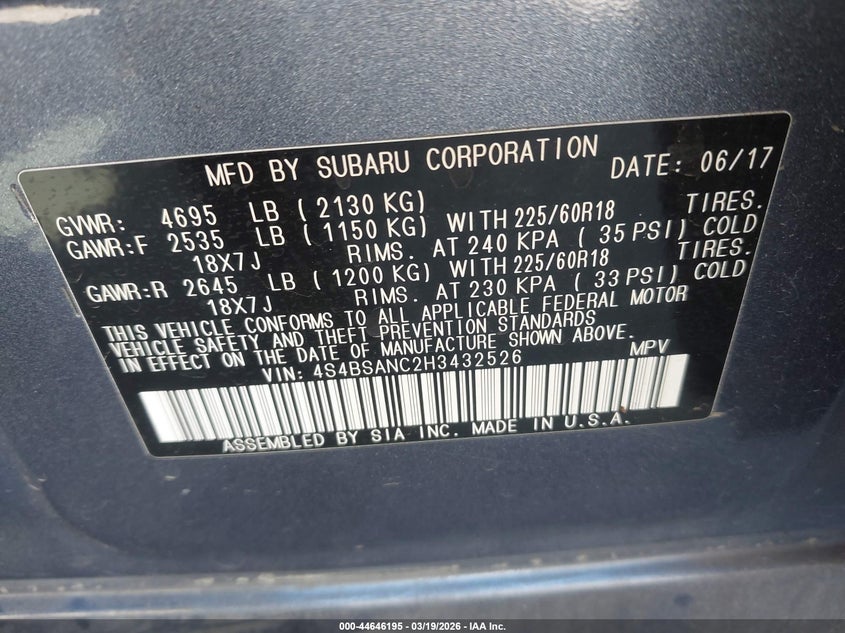 MFD BY SUBARU CORPORATION DATE: 06/17
GVWR: 4695 LB ( 2130 KG)
GAWR:F 2535 LB ( 1150 KG) WITH 225/60R18 TIRES.
18X7J RIMS. AT 240 KPA ( 35 PSI) COLD
GAWR:R 2645 LB ( 1200 KG) WITH 225/60R18 TIRES.
18X7J RIMS. AT 230 KPA ( 33 PSI) COLD
THIS VEHICLE CONFORMS TO ALL APPLICABLE FEDERAL MOTOR
VEHICLE SAFETY AND THEFT PREVENTION STANDARDS
IN EFFECT ON THE DATE OF MANUFACTURE SHOWN ABOVE.
VIN: 4S4BSANC2H3432526 MPV
ASSEMBLED BY SIA INC. MADE IN U.S.A.
000-44646195 - 03/19/2026 - IAA Inc.